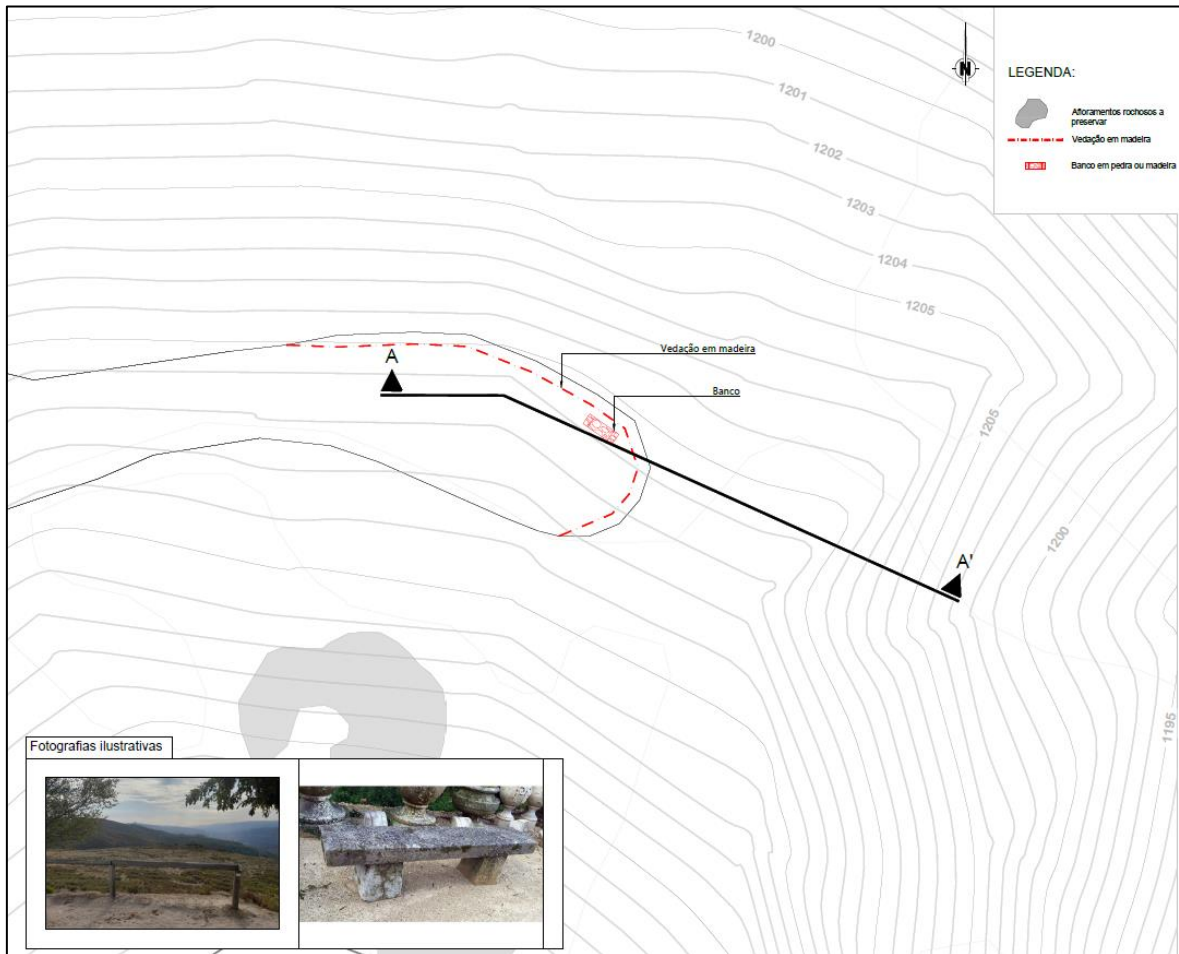 1200
1201
1202
1203
1204
1205
N
LEGENDA:
Afloramentos rochosos a
preservar
Vedação em madeira
Banco em pedra ou madeira
A
Vedação em madeira
Banco
1205
1200
A'
1195
Fotografias ilustrativas